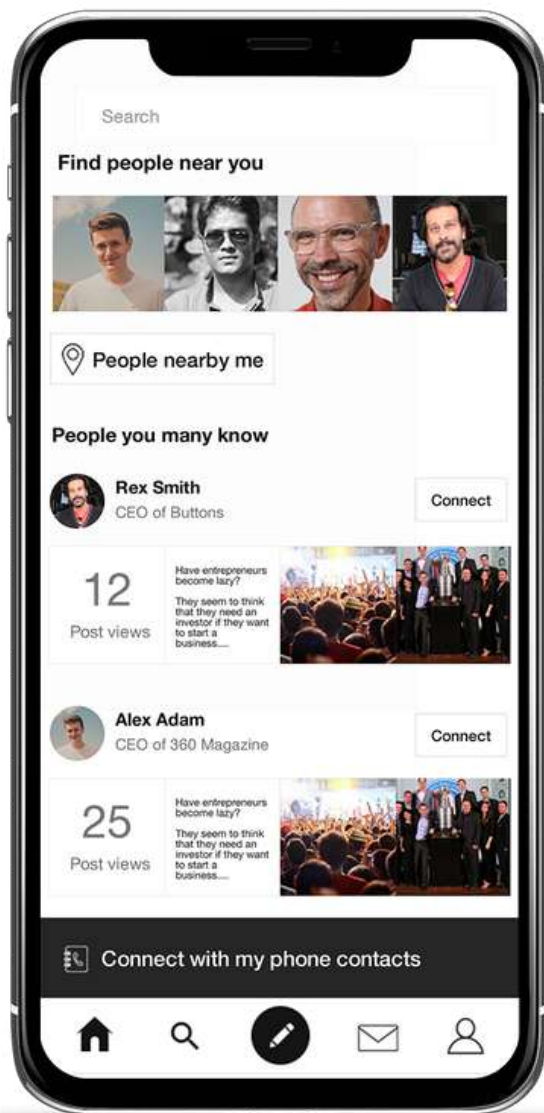 Search
Find people near you
People nearby me
People you many know
Rex Smith
CEO of Buttons
Connect
12
Post views
Have entrepreneurs
become lazy?
They seem to think
that they need an
investor if they want
to start a
business....
Alex Adam
CEO of 360 Magazine
Connect
25
Post views
Have entrepreneurs
become lazy?
They seem to think
that they need an
investor if they want
to start a
business....
Connect with my phone contacts